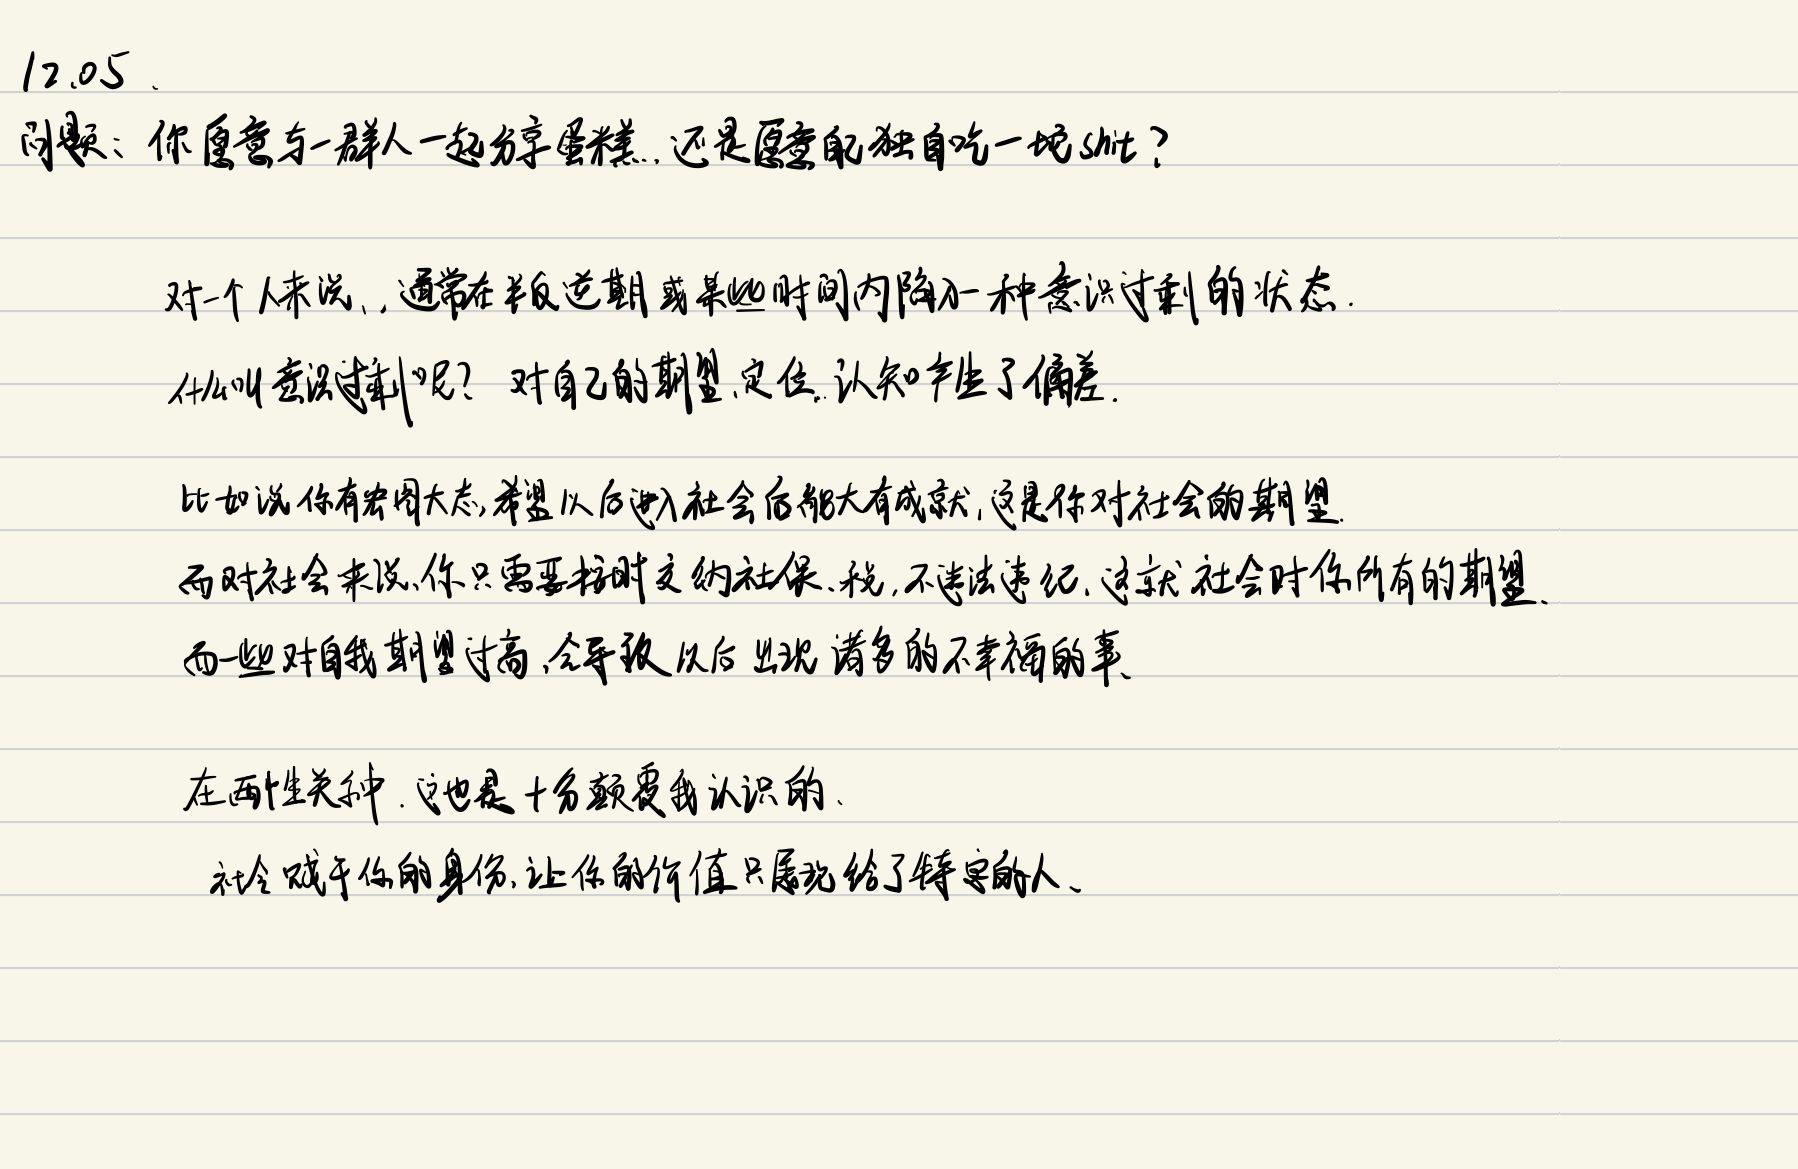 12.05.
问题：你愿意与一群人一起分享蛋糕，还是愿意自己独自吃一坨shit？
对一个人来说，通常在半反逆期或某些时间内陷入一种意识过剩的状态.
什么叫意识过剩呢？对自己的期望、定位、认知产生了偏差.
比如说你有宏图大志，希望以后进入社会后能大有成就，这是你对社会的期望.
而对社会来说，你只需要按时交纳社保、税，不违法违纪，这就社会对你所有的期望、
而一些对自我期望过高，会导致以后出现诸多的不幸福的事、
在两性关种，这也是十分颠覆我认识的、
社会赋于你的身份，让你的价值只展现给了特定的人、